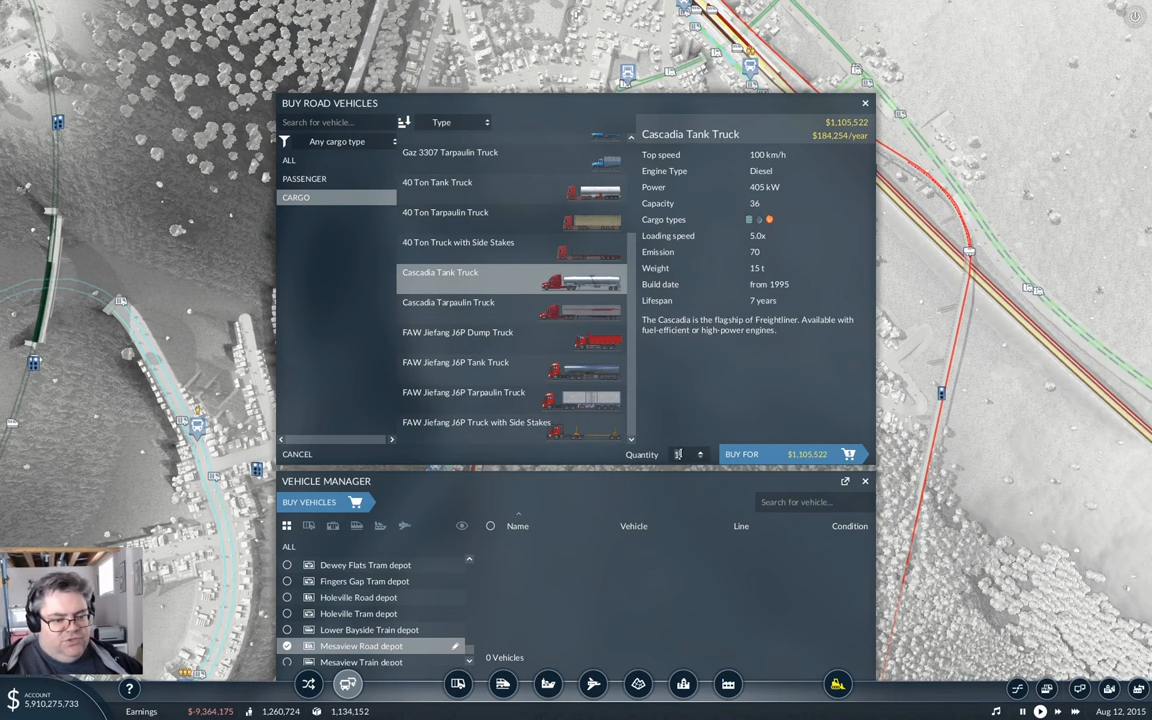 BUY ROAD VEHICLES
Search for vehicle...
Type
Any cargo type
ALL
PASSENGER
CARGO
Gaz 3307 Tarpaulin Truck
40 Ton Tank Truck
40 Ton Tarpaulin Truck
40 Ton Truck with Side Stakes
Cascadia Tank Truck
Cascadia Tarpaulin Truck
FAW Jiefang J6P Dump Truck
FAW Jiefang J6P Tank Truck
FAW Jiefang J6P Tarpaulin Truck
FAW Jiefang J6P Truck with Side Stakes
$1,105,522
Cascadia Tank Truck
$184,254/year
Top speed 100 km/h
Engine Type Diesel
Power 405 kW
Capacity 36
Cargo types
Loading speed 5.0x
Emission 70
Weight 15 t
Build date from 1995
Lifespan 7 years
The Cascadia is the flagship of Freightliner. Available with
fuel-efficient or high-power engines.
CANCEL
Quantity
BUY FOR $1,105,522
VEHICLE MANAGER
BUY VEHICLES
Search for vehicle...
Name Vehicle Line Condition
ALL
Dewey Flats Tram depot
Fingers Gap Tram depot
Holeville Road depot
Holeville Tram depot
Lower Bayside Train depot
Mesaview Road depot
Mesaview Train depot
0 Vehicles
$ ACCOUNT
5,910,275,733
?
Earnings $-9,364,175 1,260,724 1,134,152
Aug 12, 2015